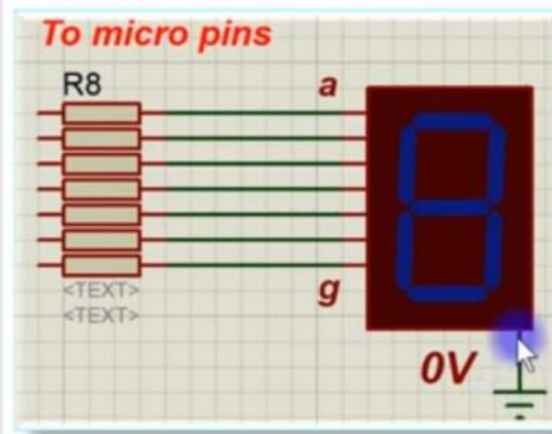 To micro pins
R8
a
<TEXT>
<TEXT>
g
0V